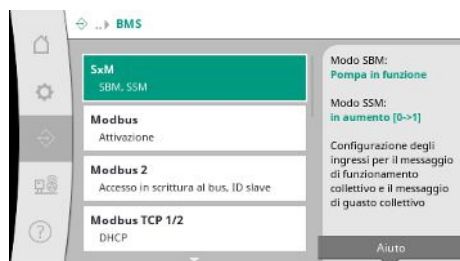 ..▸ BMS
SxM
SBM, SSM
Modbus
Attivazione
Modbus 2
Accesso in scrittura al bus, ID slave
Modbus TCP 1/2
DHCP
Modo SBM:
Pompa in funzione
Modo SSM:
in aumento [0->1]
Configurazione degli
ingressi per il messaggio
di funzionamento
collettivo e il messaggio
di guasto collettivo
Aiuto